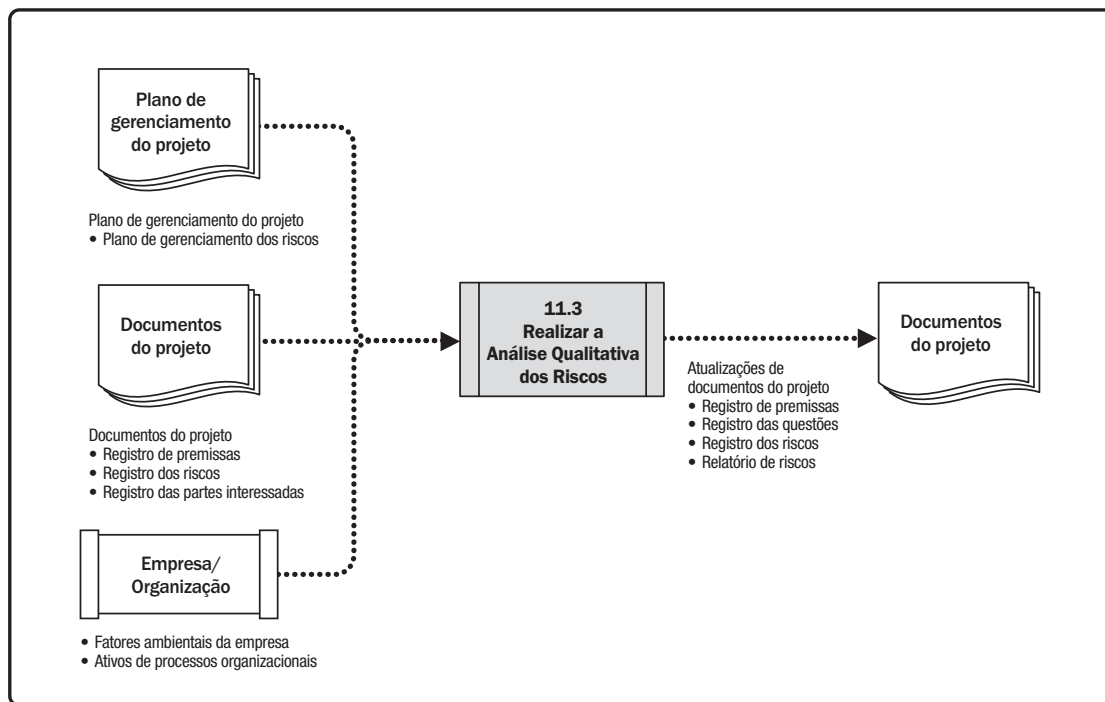 Plano de
gerenciamento
do projeto
Plano de gerenciamento do projeto
• Plano de gerenciamento dos riscos
Documentos
do projeto
Documentos do projeto
• Registro de premissas
• Registro dos riscos
• Registro das partes interessadas
Empresa/
Organização
• Fatores ambientais da empresa
• Ativos de processos organizacionais
11.3
Realizar a
Análise Qualitativa
dos Riscos
Atualizações de
documentos do projeto
• Registro de premissas
• Registro das questões
• Registro dos riscos
• Relatório de riscos
Documentos
do projeto